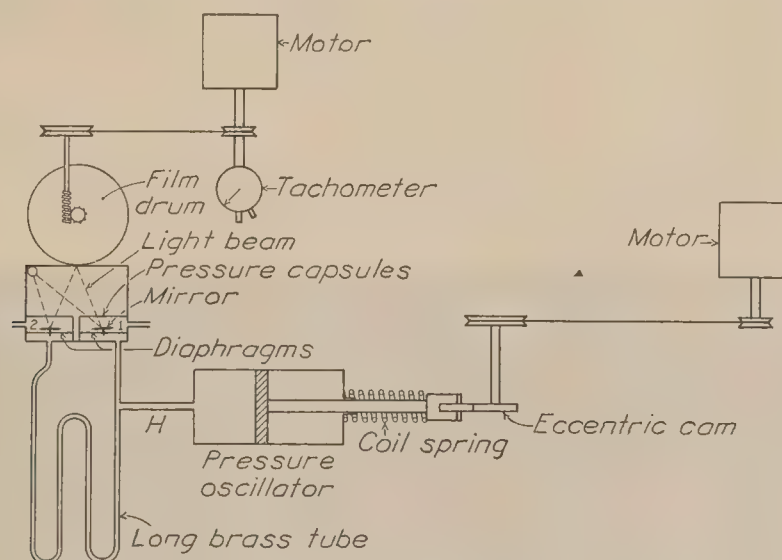 Motor
Film
drum
Tachometer
Light beam
Motor
Pressure capsules
Mirror
2
1
Diaphragms
H
Coil spring
Eccentric cam
Pressure
oscillator
Long brass tube